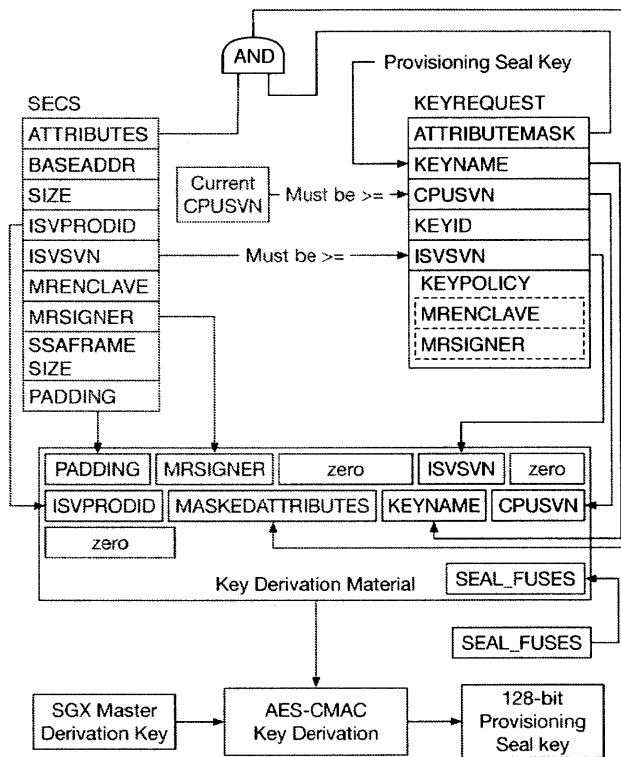 AND
Provisioning Seal Key
SECS
ATTRIBUTES
BASEADDR
SIZE
ISVPRODID
ISVSVN
MRENCLAVE
MRSIGNER
SSAFRAME
SIZE
PADDING
Current
CPUSVN
Must be >=
Must be >=
KEYREQUEST
ATTRIBUTEMASK
KEYNAME
CPUSVN
KEYID
ISVSVN
KEYPOLICY
MRENCLAVE
MRSIGNER
PADDING MRSIGNER zero ISVSVN zero
ISVPRODID MASKEDATTRIBUTES KEYNAME CPUSVN
zero
Key Derivation Material
SEAL_FUSES
SEAL_FUSES
SGX Master
Derivation Key
AES-CMAC
Key Derivation
128-bit
Provisioning
Seal key